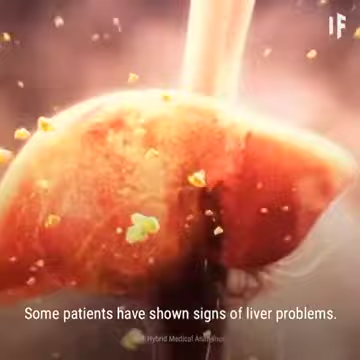 IF
Some patients have shown signs of liver problems.
Hybrid Medical Animation